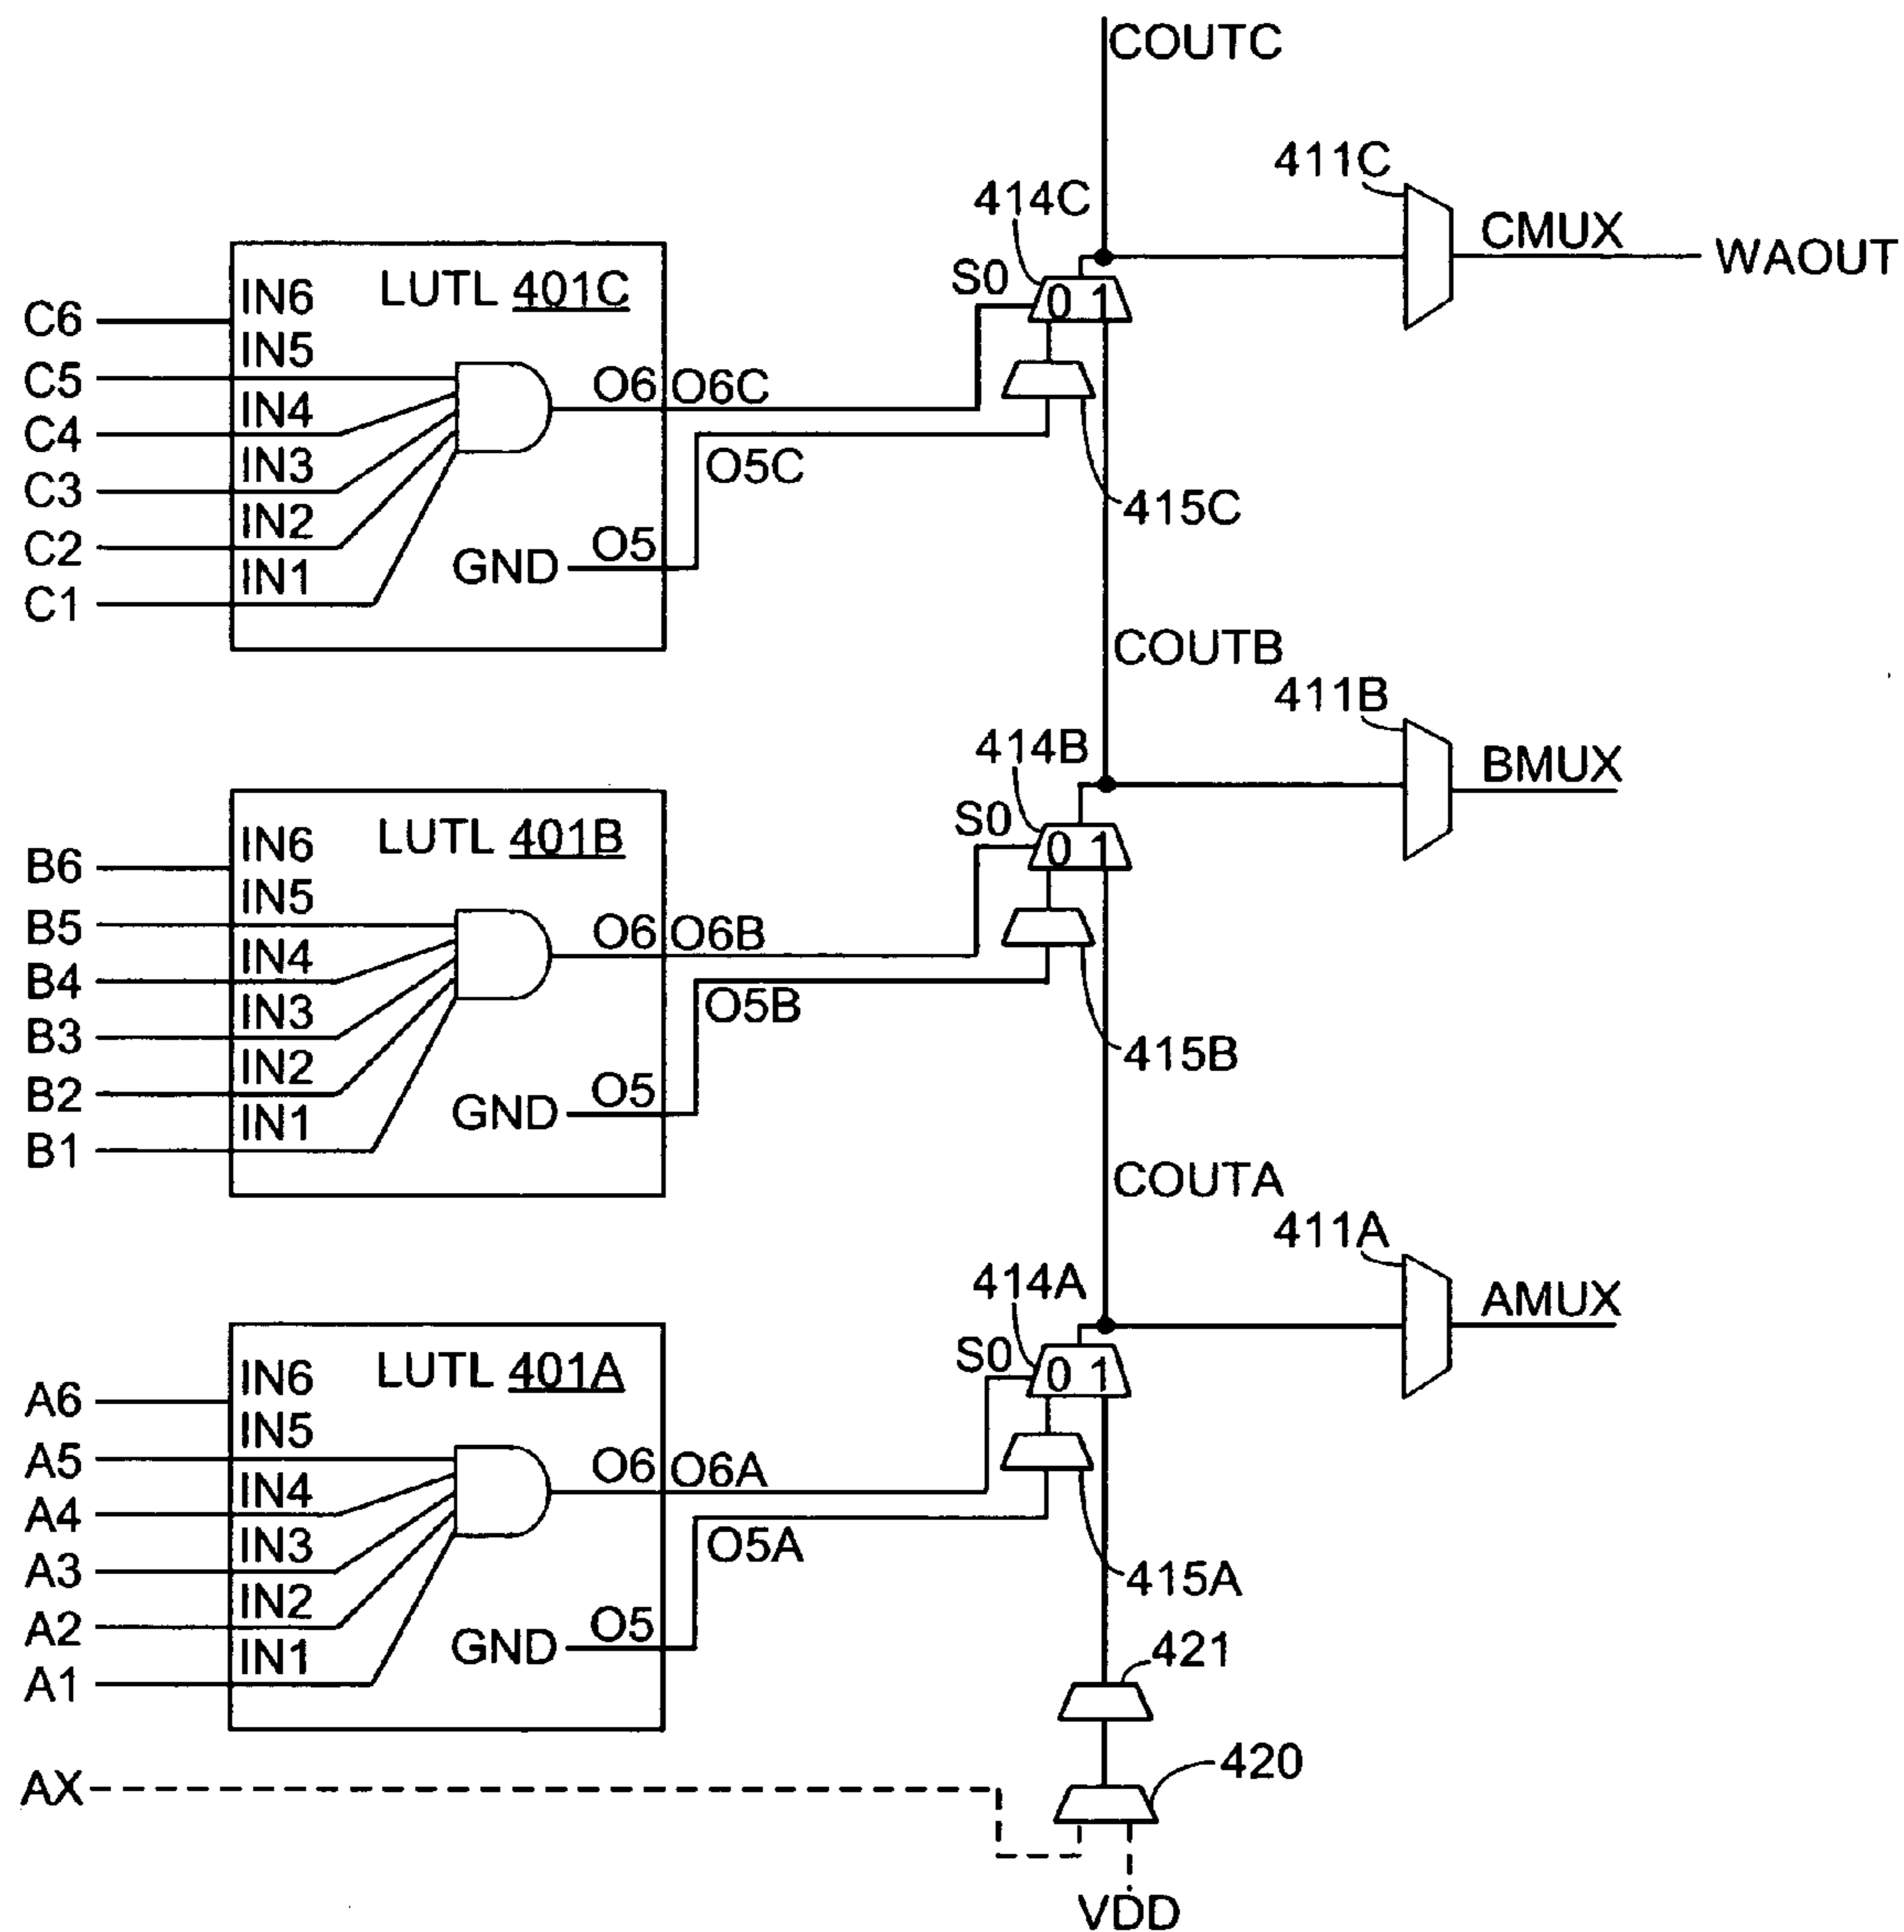 COUTC
411C
414C
CMUX
WAOUT
S0
0 1
LUTL 401C
C6
IN6
C5
IN5
C4
IN4
C3
IN3
C2
IN2
C1
IN1
O6
O6C
O5C
GND
O5
415C
COUTB
411B
414B
BMUX
S0
0 1
LUTL 401B
B6
IN6
B5
IN5
B4
IN4
B3
IN3
B2
IN2
B1
IN1
O6
O6B
O5B
GND
O5
415B
COUTA
411A
414A
AMUX
S0
0 1
LUTL 401A
A6
IN6
A5
IN5
A4
IN4
A3
IN3
A2
IN2
A1
IN1
O6
O6A
O5A
GND
O5
415A
421
420
AX
VDD